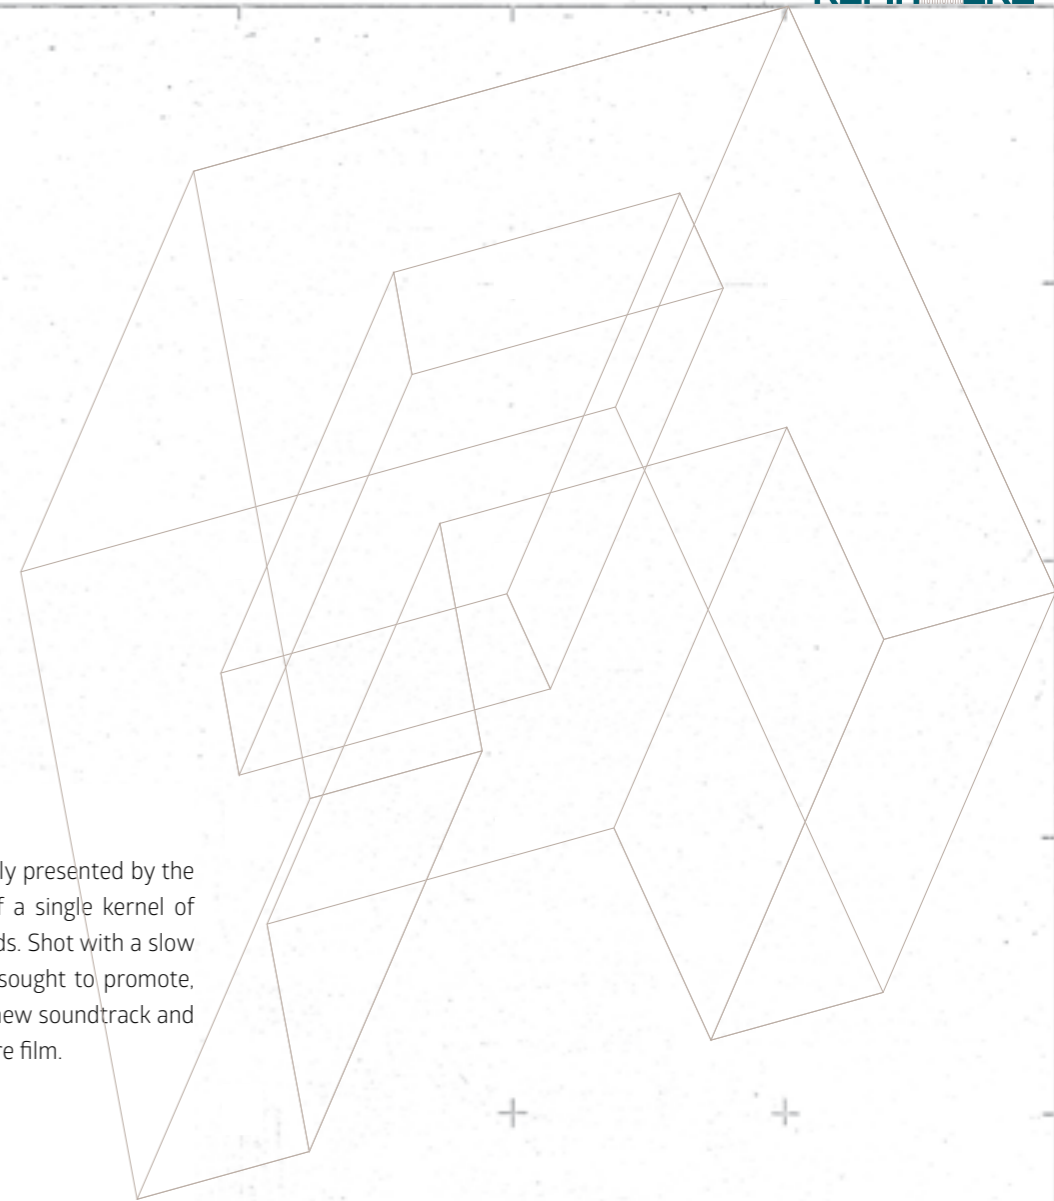 ly presented by the
f a single kernel of
ds. Shot with a slow
sought to promote,
new soundtrack and
re film.